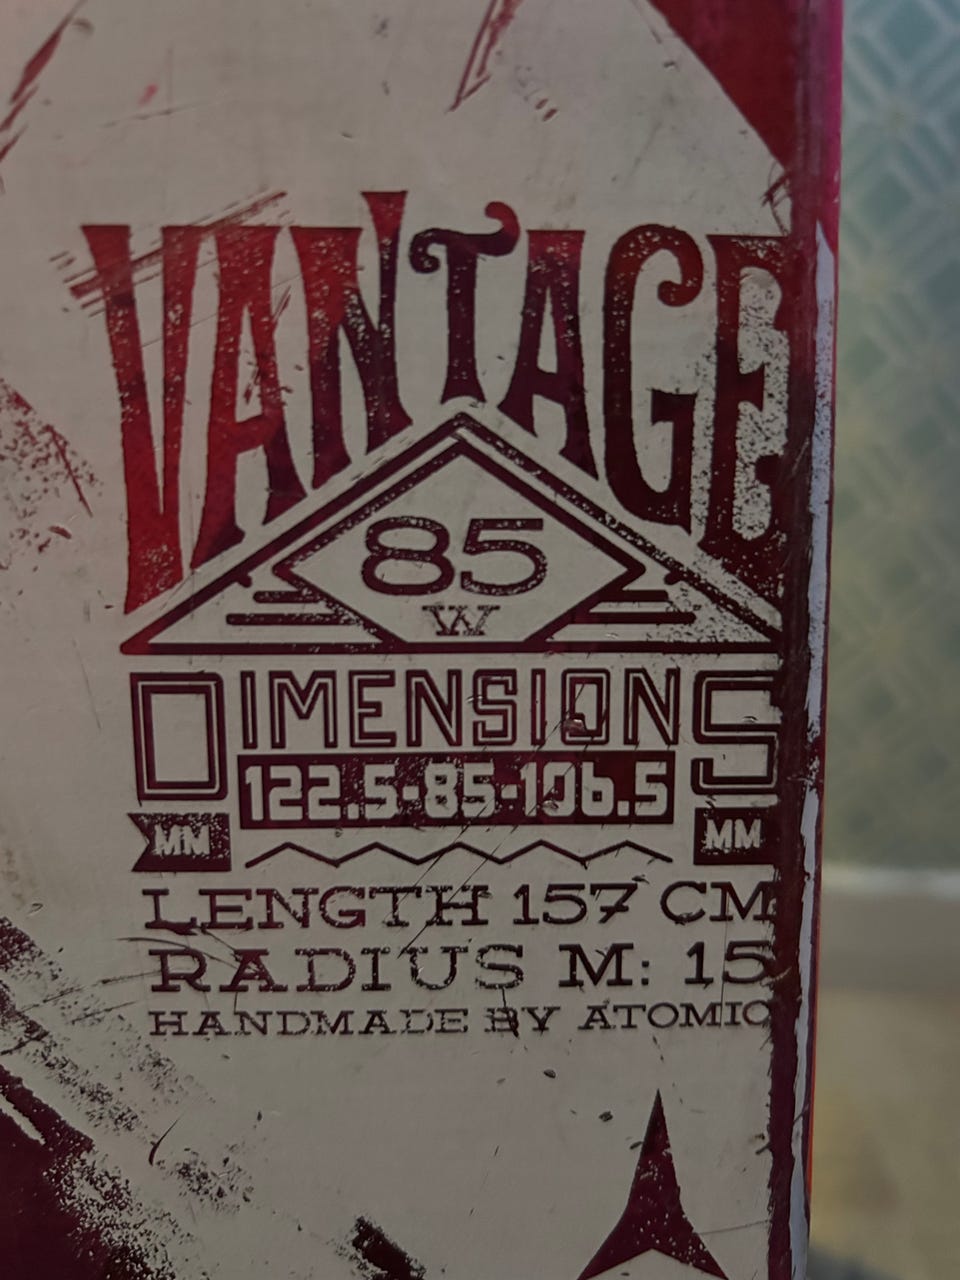 VANTAGE
85
W
DIMENSIONS
122.5-85-106.5
MM MM
LENGTH 157 CM
RADIUS M: 15
HANDMADE BY ATOMIC